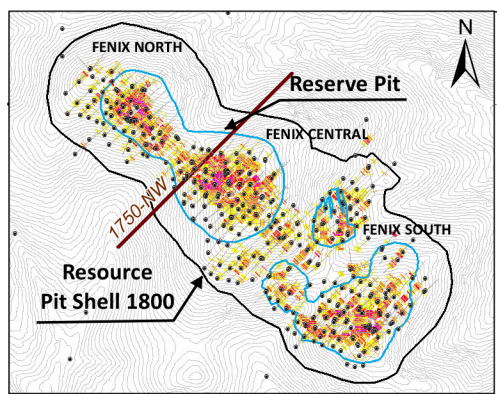 FENIX NORTH
N
Reserve Pit
FENIX CENTRAL
1750-NW
FENIX SOUTH
Resource
Pit Shell 1800